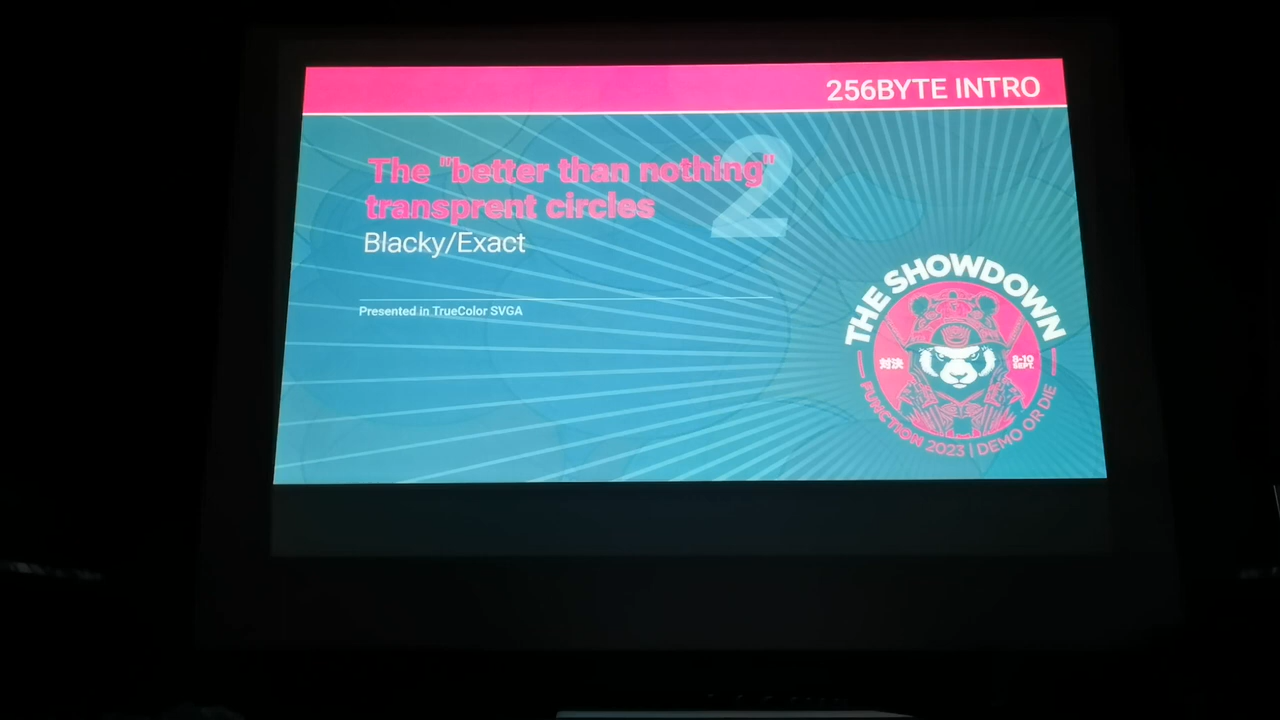 256BYTE INTRO
2
The "better than nothing"
transprent circles
Blacky/Exact
Presented in TrueColor SVGA
THE SHOWDOWN
対決
8-10
SEPT.
FUNCTION 2023 | DEMO OR DIE